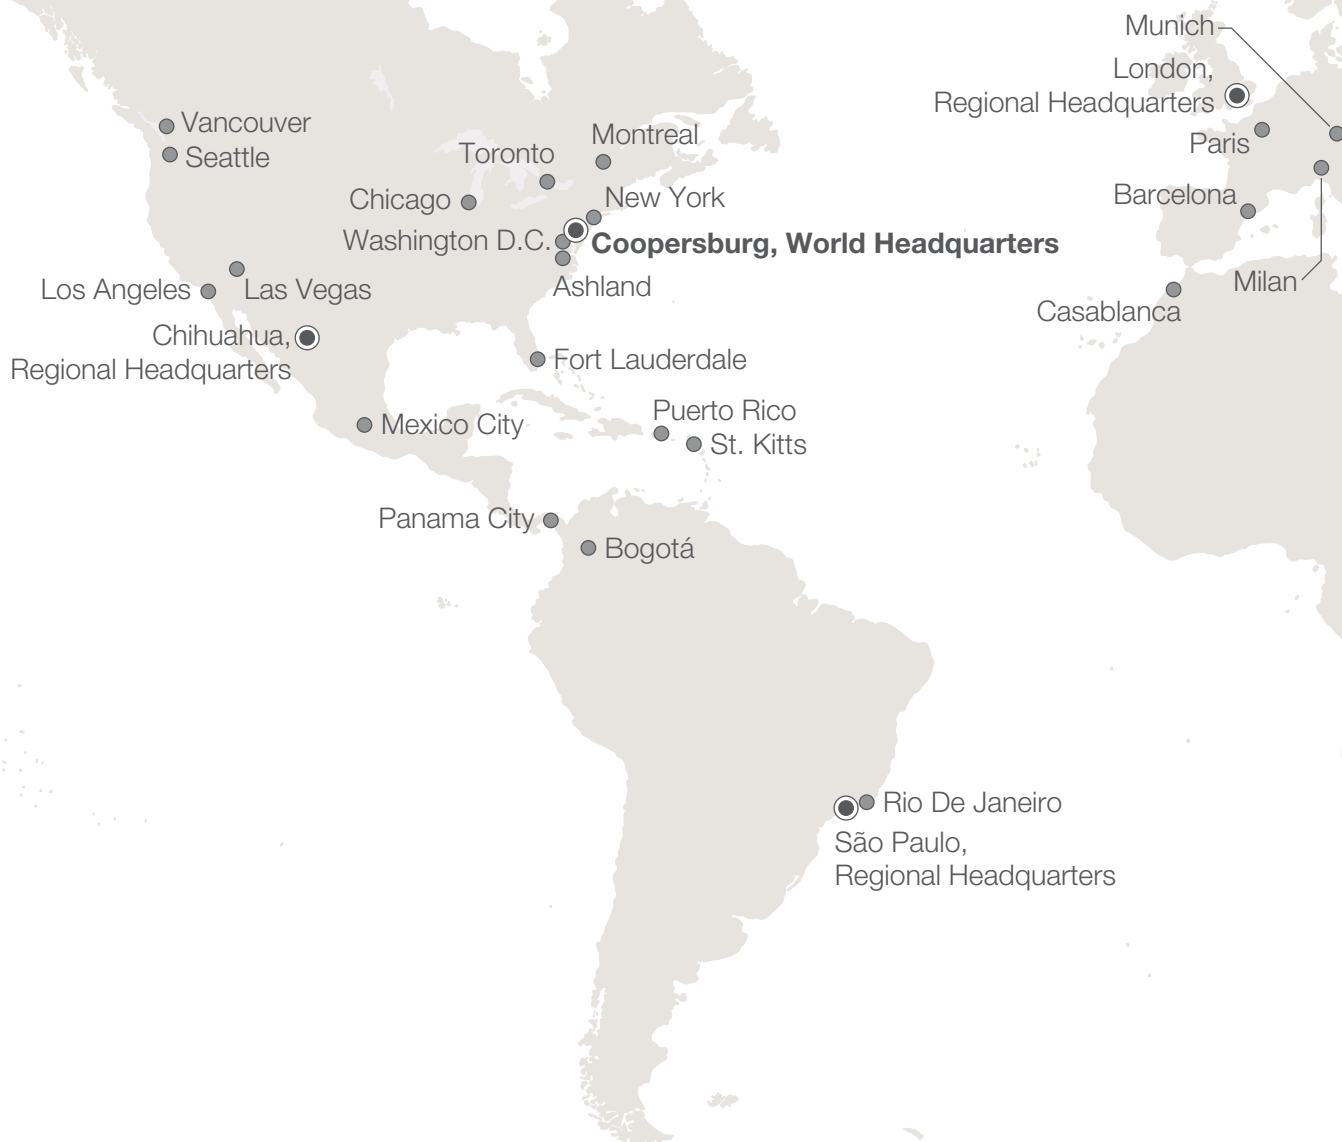 Munich
London,
Regional Headquarters
Paris
Barcelona
Milan
Casablanca
Vancouver
Seattle
Montreal
Toronto
Chicago
New York
Washington D.C.
Coopersburg, World Headquarters
Ashland
Los Angeles
Las Vegas
Chihuahua,
Regional Headquarters
Fort Lauderdale
Mexico City
Puerto Rico
St. Kitts
Panama City
Bogotá
Rio De Janeiro
São Paulo,
Regional Headquarters